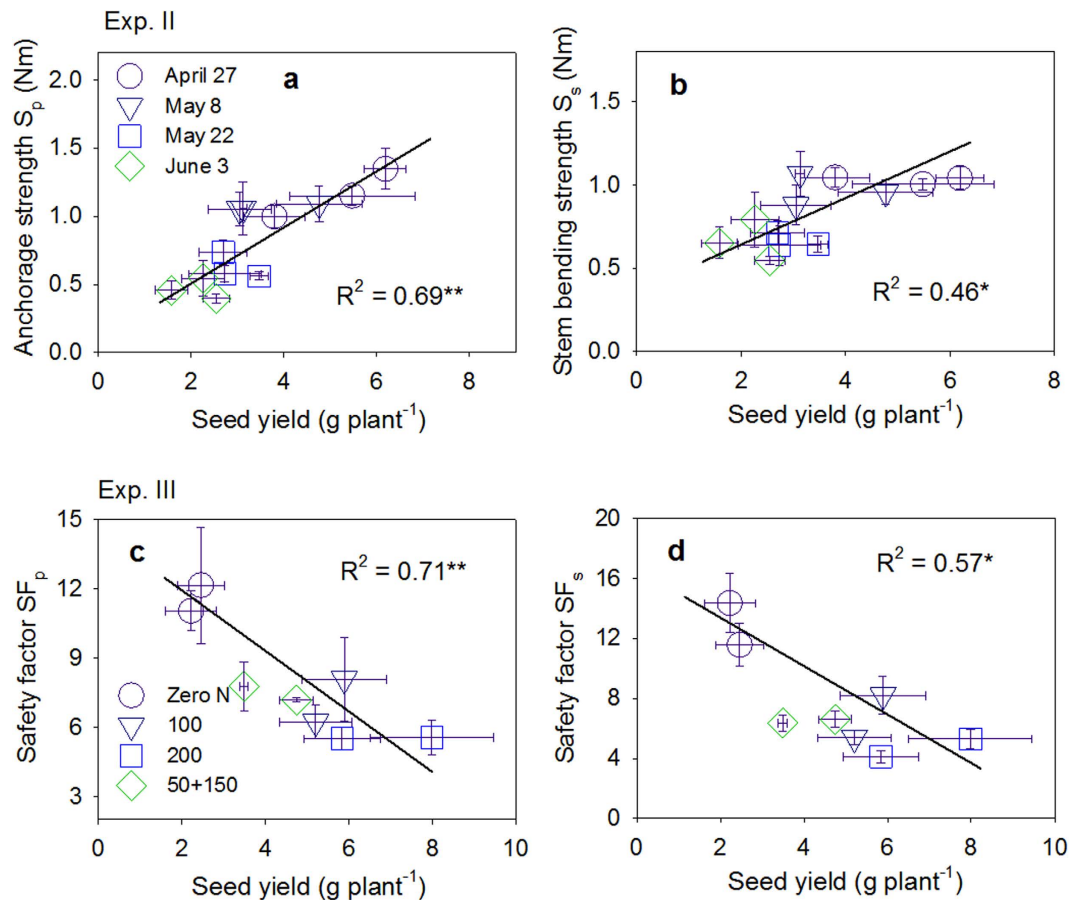 Exp. II
a
Anchorage strength S_p (Nm)
2.0
1.5
1.0
0.5
0.0
April 27
May 8
May 22
June 3
R² = 0.69**
0 2 4 6 8
Seed yield (g plant⁻¹)
b
Stem bending strength S_s (Nm)
1.5
1.0
0.5
0.0
R² = 0.46*
0 2 4 6 8
Seed yield (g plant⁻¹)
Exp. III
c
Safety factor SF_p
15
12
9
6
3
R² = 0.71**
Zero N
100
200
50+150
0 2 4 6 8 10
Seed yield (g plant⁻¹)
d
Safety factor SF_s
20
16
12
8
4
0
R² = 0.57*
0 2 4 6 8 10
Seed yield (g plant⁻¹)